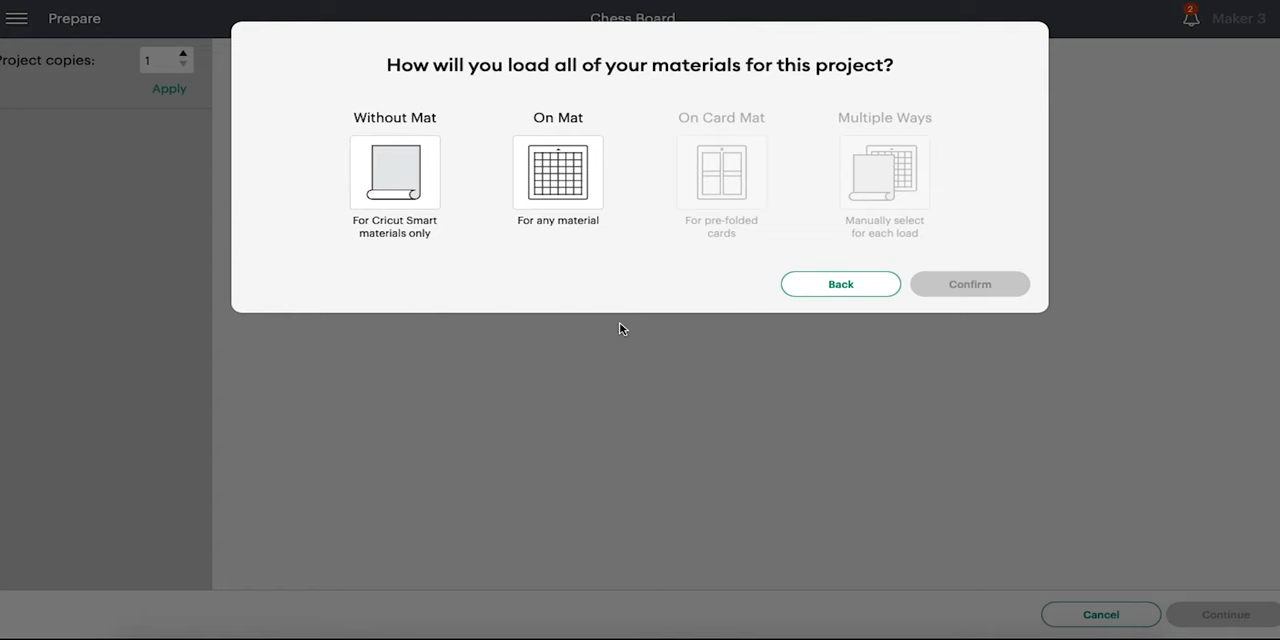 Prepare
Chess Board
2
Maker 3
Project copies:
1
Apply
How will you load all of your materials for this project?
Without Mat
On Mat
On Card Mat
Multiple Ways
For Cricut Smart
materials only
For any material
For pre-folded
cards
Manually select
for each load
Back
Confirm
Cancel
Continue